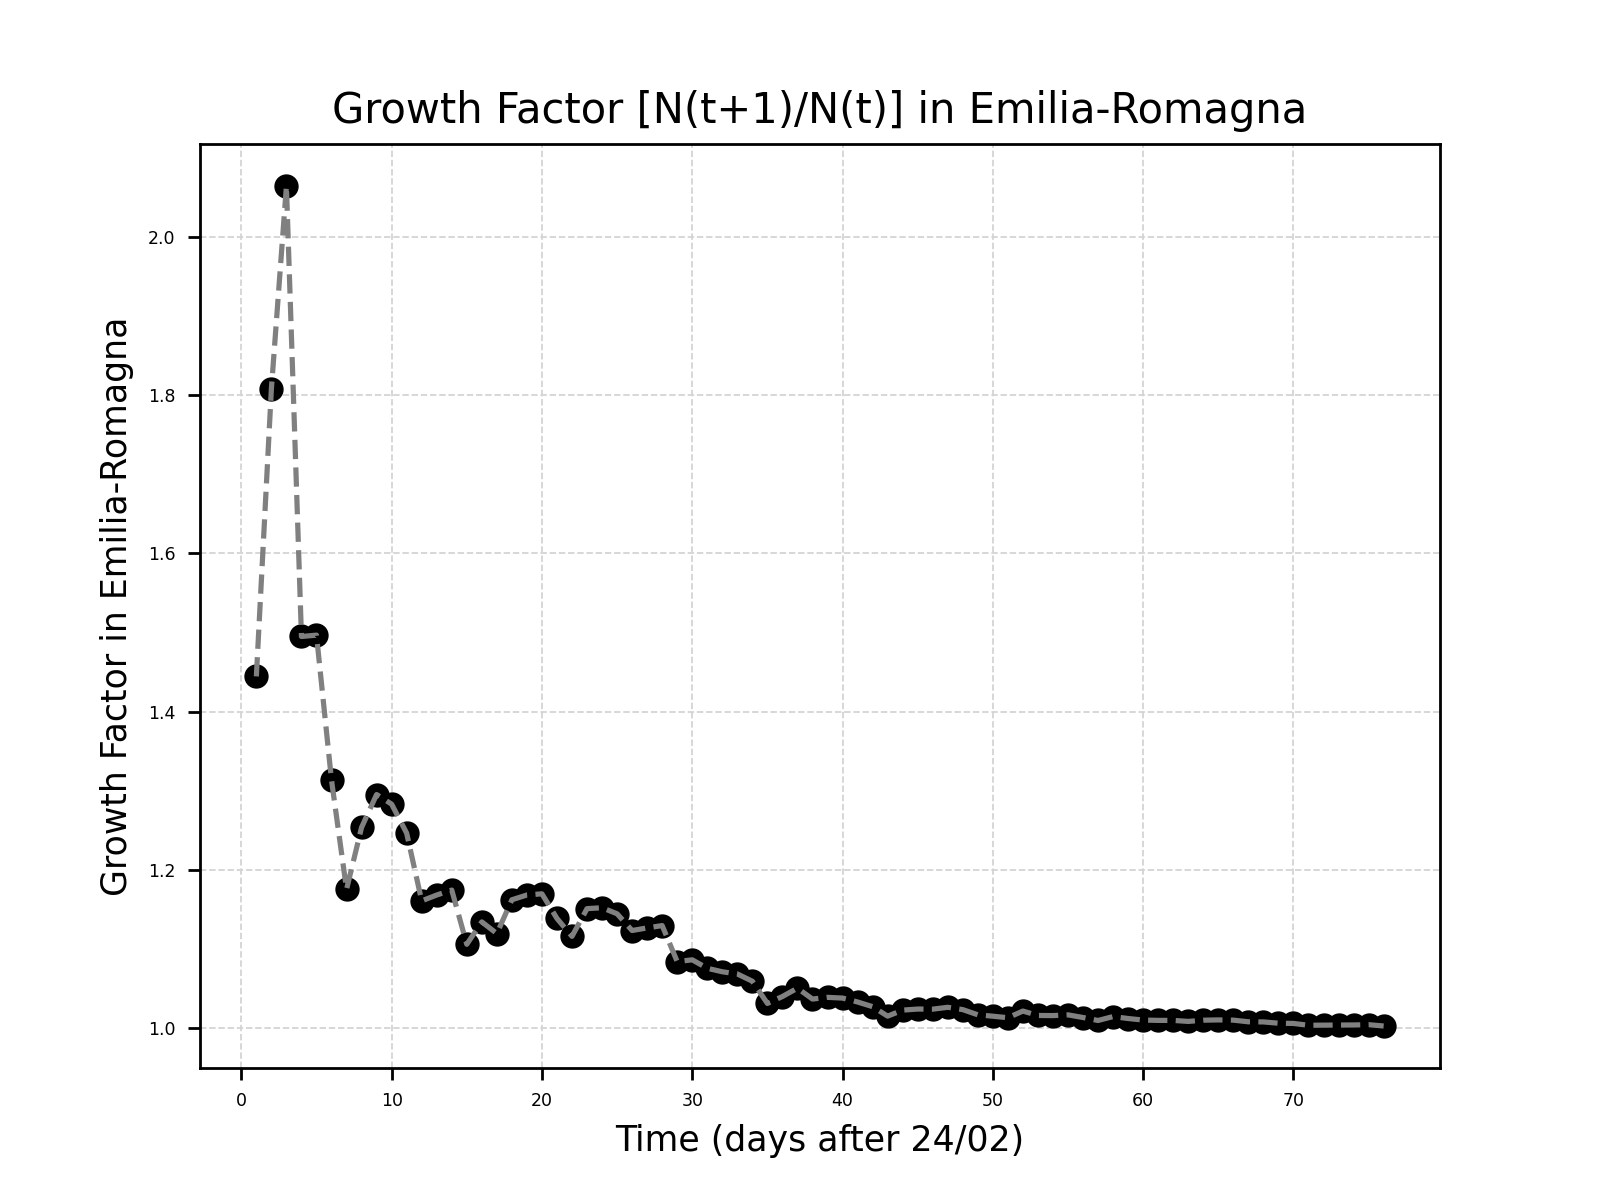 Growth Factor [N(t+1)/N(t)] in Emilia-Romagna
Growth Factor in Emilia-Romagna
2.0
1.8
1.6
1.4
1.2
1.0
0 10 20 30 40 50 60 70
Time (days after 24/02)